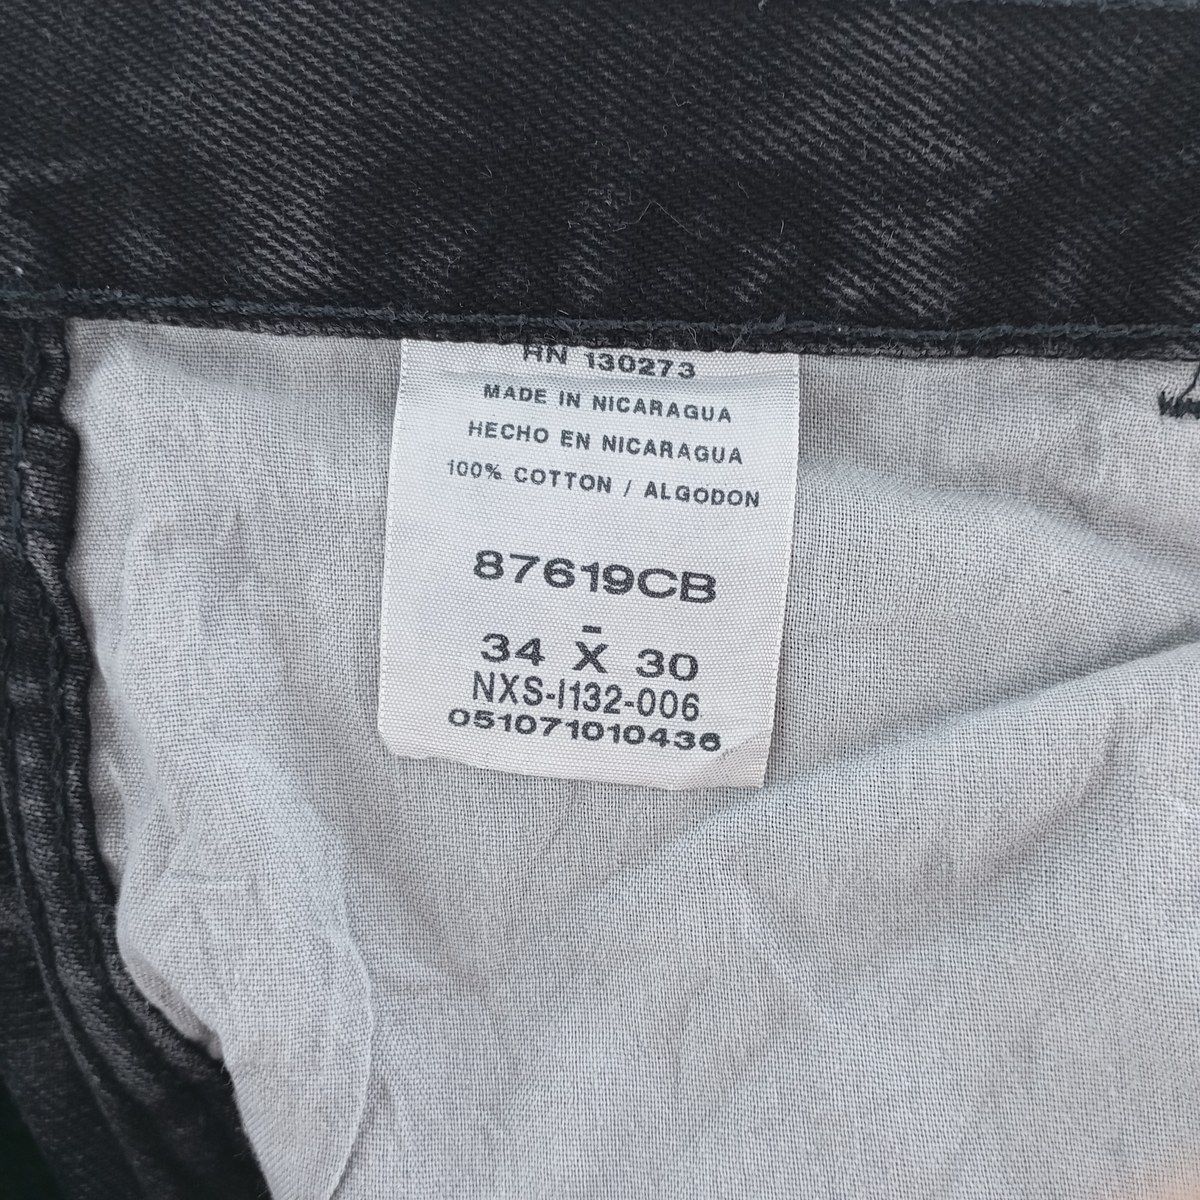 RN 130273
MADE IN NICARAGUA
HECHO EN NICARAGUA
100% COTTON / ALGODON
87619CB
-
34 X 30
NXS-I132-006
051071010436